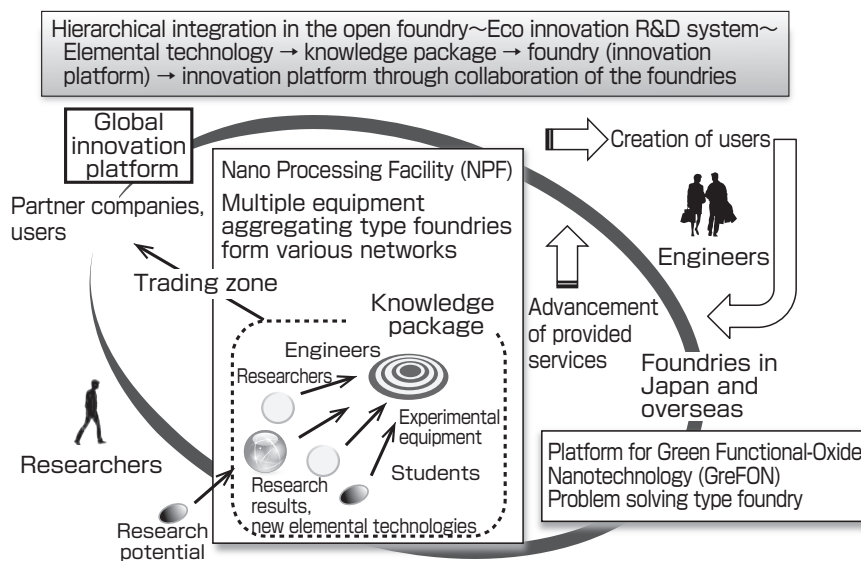 Hierarchical integration in the open foundry～Eco innovation R&D system～
Elemental technology → knowledge package → foundry (innovation
platform) → innovation platform through collaboration of the foundries
Global
innovation
platform
Partner companies,
users
Trading zone
Researchers
Research
potential
Nano Processing Facility (NPF)
Multiple equipment
aggregating type foundries
form various networks
Knowledge
package
Engineers
Researchers
Experimental
equipment
Students
Research
results,
new elemental technologies
Creation of users
Engineers
Advancement
of provided
services
Foundries in
Japan and
overseas
Platform for Green Functional-Oxide
Nanotechnology (GreFON)
Problem solving type foundry